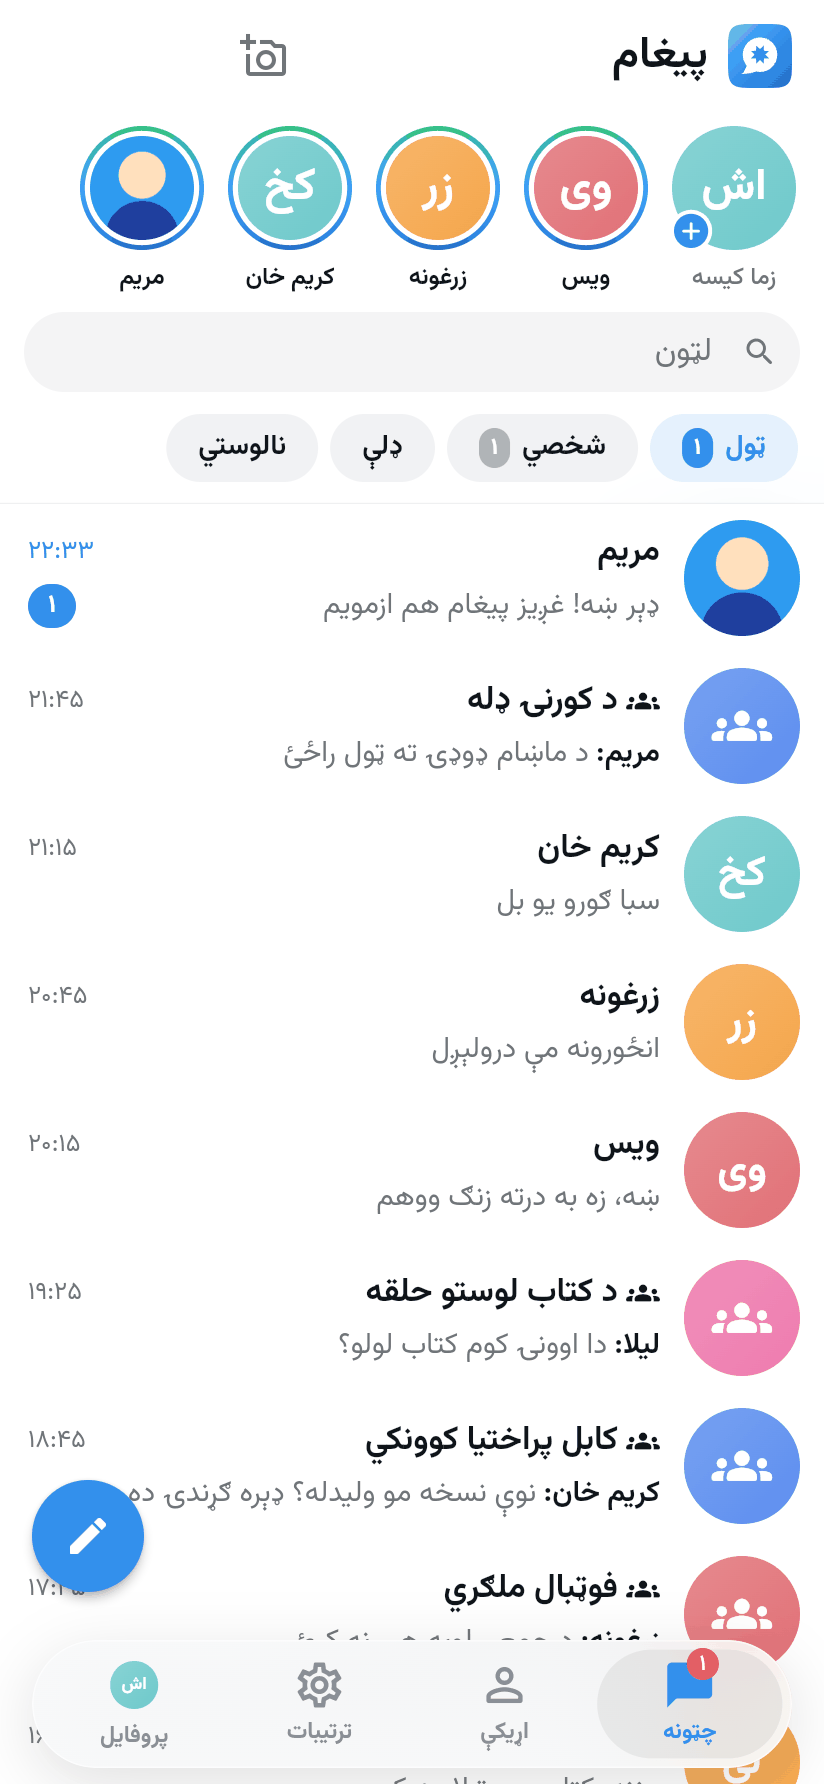 پیغام
اش
وی
زر
کخ
زما کیسه
ویس
زرغونه
کریم خان
مریم
لټون
ټول ۱
شخصي ۱
ډلې
نالوستي
مریم ۲۲:۳۳
ډېر ښه! غږیز پیغام هم ازمویم ۱
د کورنۍ ډله ۲۱:۴۵
مریم: د ماښام ډوډۍ ته ټول راځئ
کخ
کریم خان ۲۱:۱۵
سبا ګورو یو بل
زر
زرغونه ۲۰:۴۵
انځورونه مې درولېږل
وی
ویس ۲۰:۱۵
ښه، زه به درته زنګ ووهم
د کتاب لوستو حلقه ۱۹:۲۵
لیلا: دا اوونۍ کوم کتاب لولو؟
کابل پراختیا کوونکي ۱۸:۴۵
کریم خان: نوې نسخه مو ولیدله؟ ډېره ګړندۍ ده
فوټبال ملګري
۱
چټونه
اړیکې
ترتیبات
اش
پروفایل